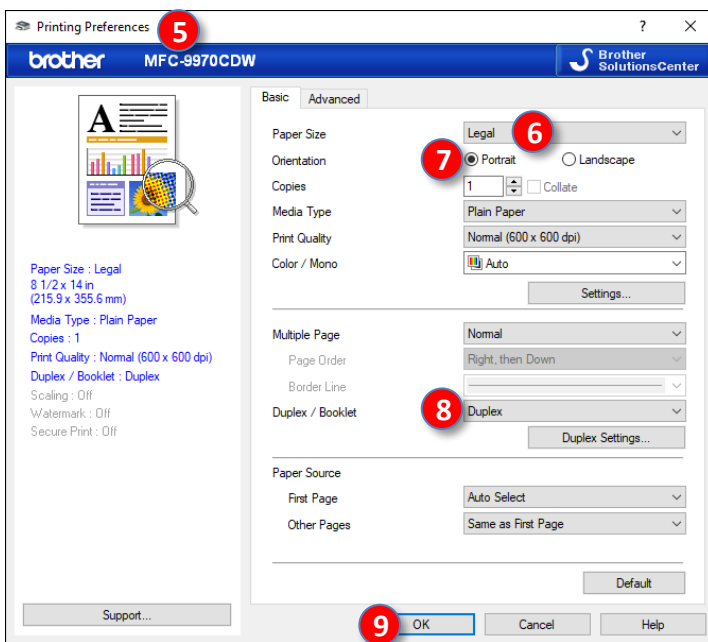 Printing Preferences 5 ? X
brother MFC-9970CDW Brother SolutionsCenter
Basic Advanced
A
Paper Size Legal 6
Orientation 7 Portrait Landscape
Copies 1 Collate
Media Type Plain Paper
Print Quality Normal (600 x 600 dpi)
Color / Mono Auto
Settings...
Paper Size : Legal
8 1/2 x 14 in
(215.9 x 355.6 mm)
Media Type : Plain Paper
Copies : 1
Print Quality : Normal (600 x 600 dpi)
Duplex / Booklet : Duplex
Scaling : Off
Watermark : Off
Secure Print : Off
Multiple Page Normal
Page Order Right, then Down
Border Line
Duplex / Booklet 8 Duplex
Duplex Settings...
Paper Source
First Page Auto Select
Other Pages Same as First Page
Default
Support...
9 OK Cancel Help